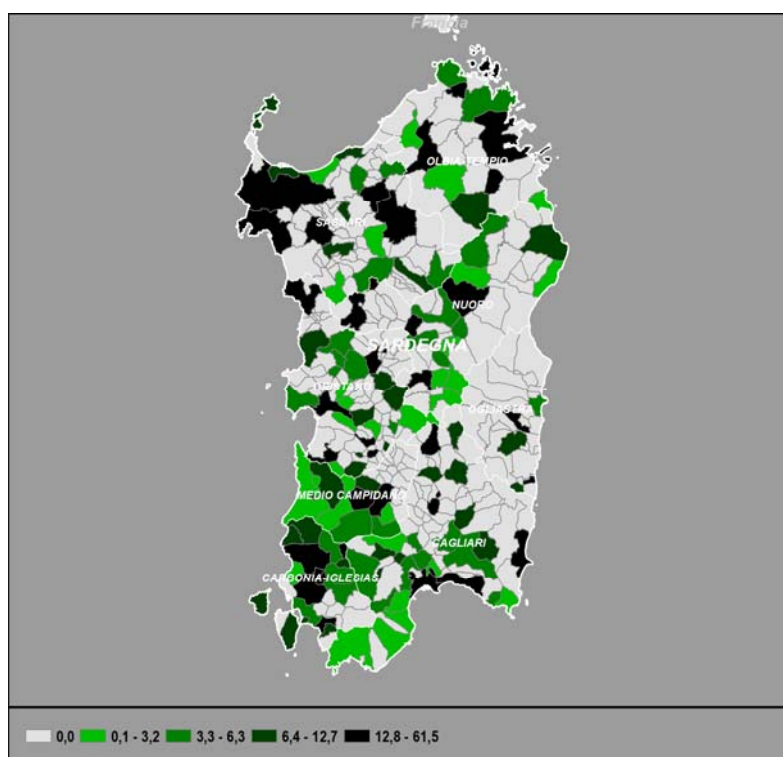 Francia
OLBIA-TEMPIO
SASSARI
NUORO
SARDEGNA
ORISTANO
OGLIASTRA
MEDIO CAMPIDANO
CAGLIARI
CARBONIA-IGLESIAS
0,0 0,1 - 3,2 3,3 - 6,3 6,4 - 12,7 12,8 - 61,5